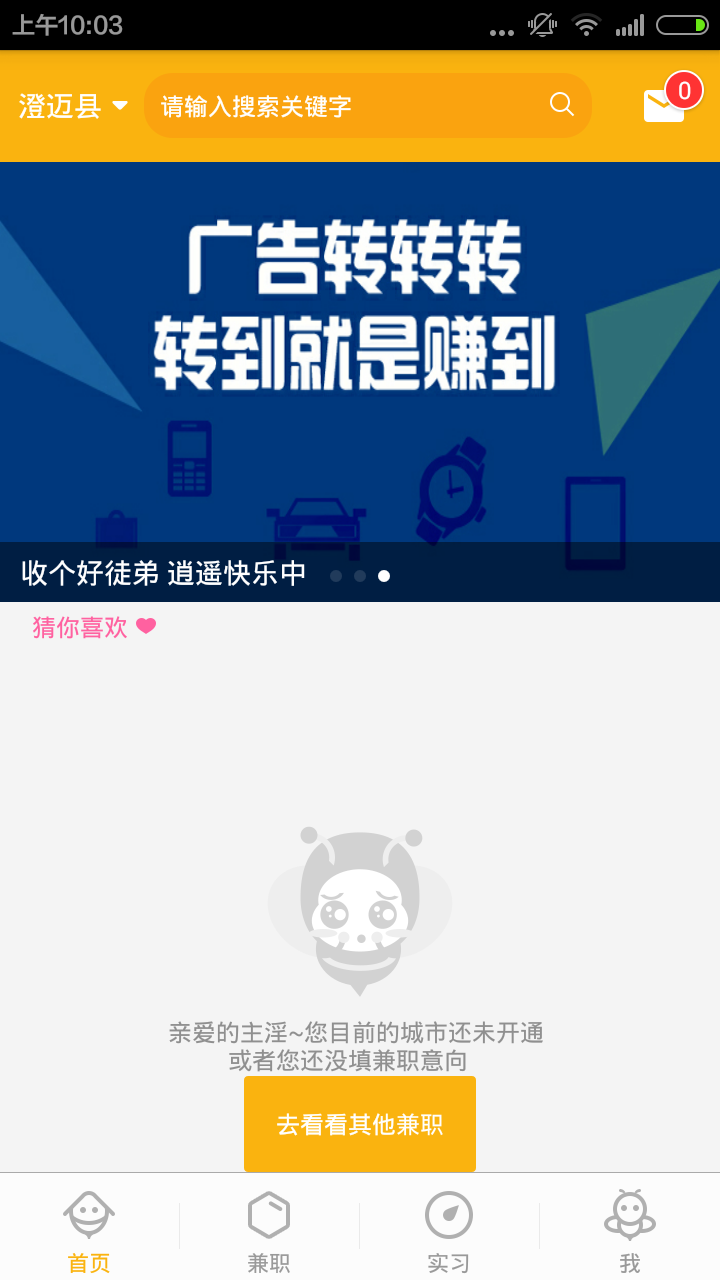 上午10:03
澄迈县
请输入搜索关键字
0
广告转转转
转到就是赚到
收个好徒弟 逍遥快乐中
猜你喜欢
亲爱的主淫~您目前的城市还未开通
或者您还没填兼职意向
去看看其他兼职
首页
兼职
实习
我